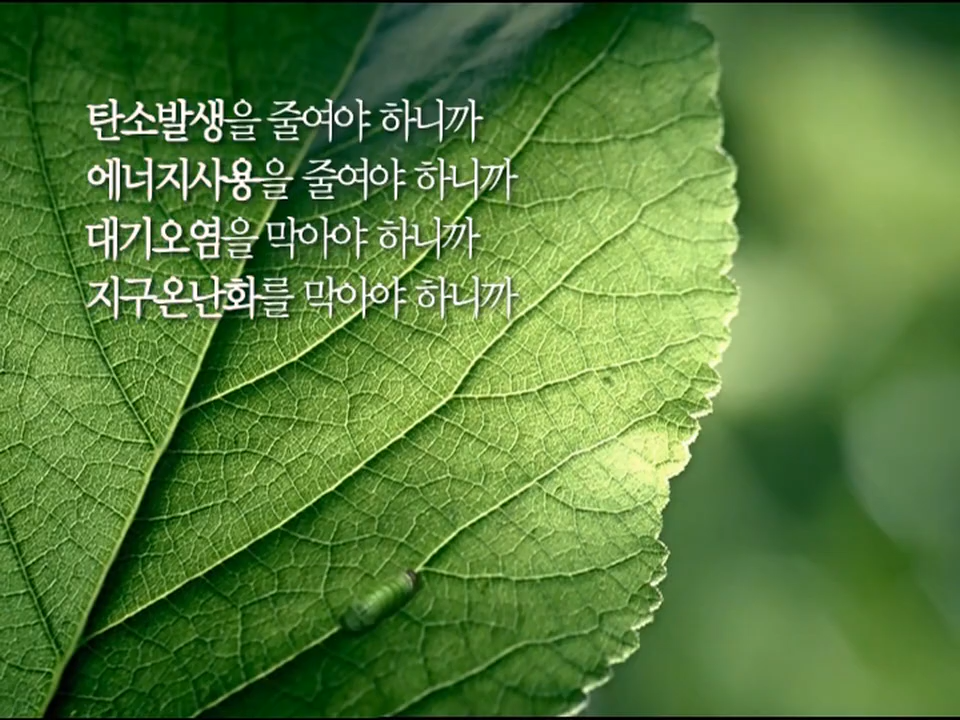 탄소발생을 줄여야 하니까
에너지사용을 줄여야 하니까
대기오염을 막아야 하니까
지구온난화를 막아야 하니까